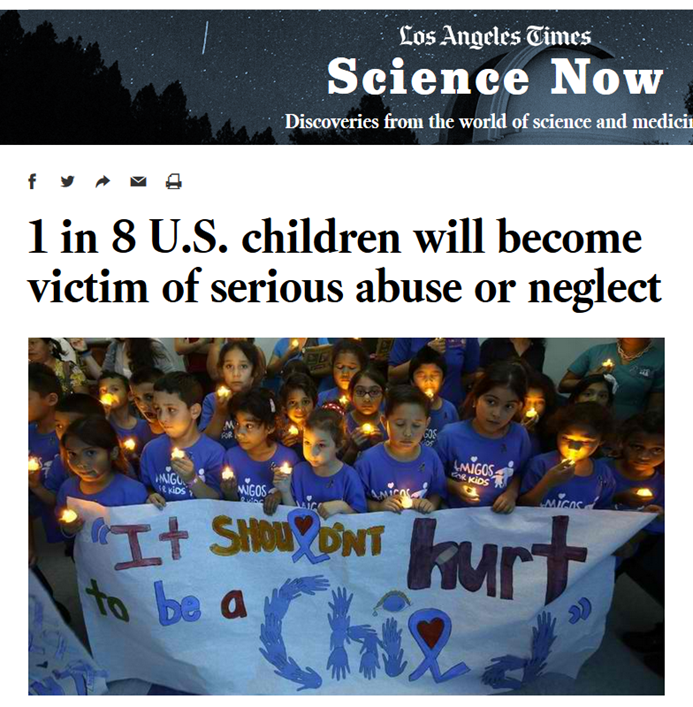 Los Angeles Times
Science Now
Discoveries from the world of science and
1 in 8 U.S. children will become
victim of serious abuse or neglect
AMIGOS
FOR KIDS
"It SHOULDN'T hurt
to be a CHilD"